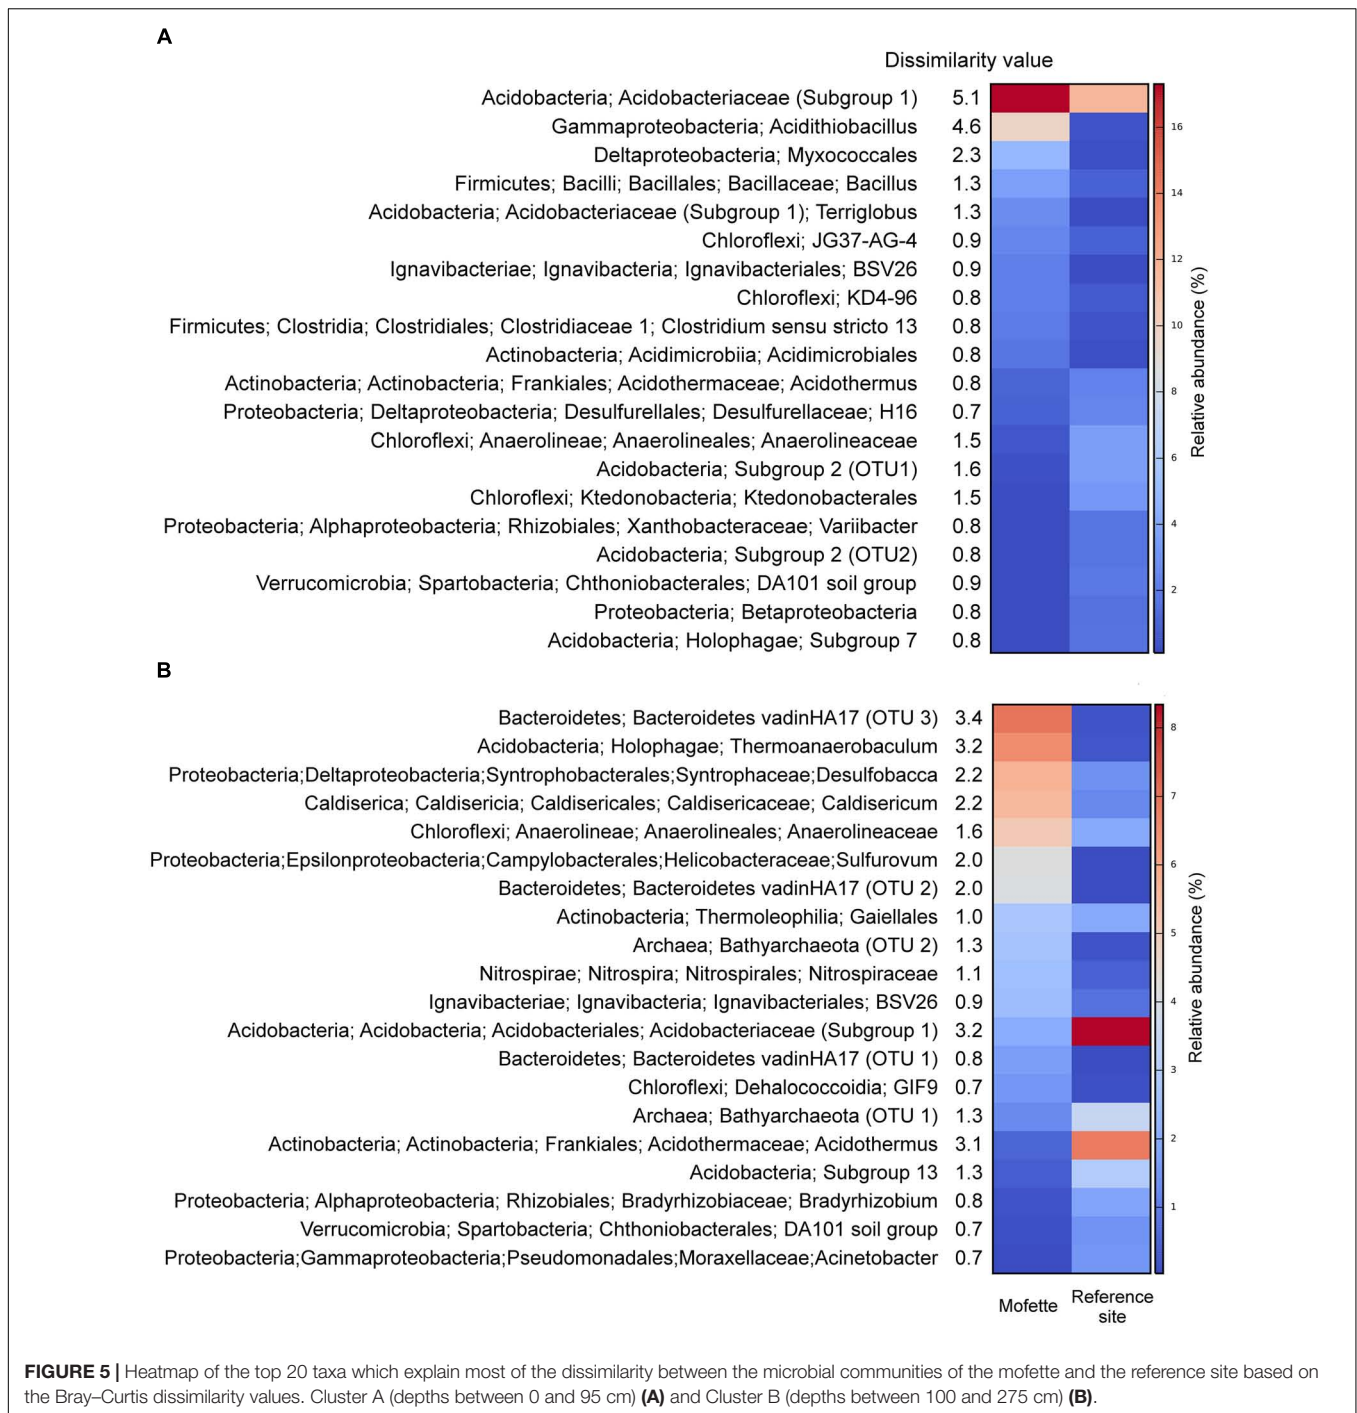 A
Dissimilarity value
Acidobacteria; Acidobacteriaceae (Subgroup 1) 5.1
Gammaproteobacteria; Acidithiobacillus 4.6
Deltaproteobacteria; Myxococcales 2.3
Firmicutes; Bacilli; Bacillales; Bacillaceae; Bacillus 1.3
Acidobacteria; Acidobacteriaceae (Subgroup 1); Terriglobus 1.3
Chloroflexi; JG37-AG-4 0.9
Ignavibacteriae; Ignavibacteria; Ignavibacteriales; BSV26 0.9
Chloroflexi; KD4-96 0.8
Firmicutes; Clostridia; Clostridiales; Clostridiaceae 1; Clostridium sensu stricto 13 0.8
Actinobacteria; Acidimicrobiia; Acidimicrobiales 0.8
Actinobacteria; Actinobacteria; Frankiales; Acidothermaceae; Acidothermus 0.8
Proteobacteria; Deltaproteobacteria; Desulfurellales; Desulfurellaceae; H16 0.7
Chloroflexi; Anaerolineae; Anaerolineales; Anaerolineaceae 1.5
Acidobacteria; Subgroup 2 (OTU1) 1.6
Chloroflexi; Ktedonobacteria; Ktedonobacterales 1.5
Proteobacteria; Alphaproteobacteria; Rhizobiales; Xanthobacteraceae; Variibacter 0.8
Acidobacteria; Subgroup 2 (OTU2) 0.8
Verrucomicrobia; Spartobacteria; Chthoniobacterales; DA101 soil group 0.9
Proteobacteria; Betaproteobacteria 0.8
Acidobacteria; Holophagae; Subgroup 7 0.8
16
14
12
10
8
6
4
2
Relative abundance (%)
B
Bacteroidetes; Bacteroidetes vadinHA17 (OTU 3) 3.4
Acidobacteria; Holophagae; Thermoanaerobaculum 3.2
Proteobacteria;Deltaproteobacteria;Syntrophobacterales;Syntrophaceae;Desulfobacca 2.2
Caldiserica; Caldisericia; Caldisericales; Caldisericaceae; Caldisericum 2.2
Chloroflexi; Anaerolineae; Anaerolineales; Anaerolineaceae 1.6
Proteobacteria;Epsilonproteobacteria;Campylobacterales;Helicobacteraceae;Sulfurovum 2.0
Bacteroidetes; Bacteroidetes vadinHA17 (OTU 2) 2.0
Actinobacteria; Thermoleophilia; Gaiellales 1.0
Archaea; Bathyarchaeota (OTU 2) 1.3
Nitrospirae; Nitrospira; Nitrospirales; Nitrospiraceae 1.1
Ignavibacteriae; Ignavibacteria; Ignavibacteriales; BSV26 0.9
Acidobacteria; Acidobacteria; Acidobacteriales; Acidobacteriaceae (Subgroup 1) 3.2
Bacteroidetes; Bacteroidetes vadinHA17 (OTU 1) 0.8
Chloroflexi; Dehalococcoidia; GIF9 0.7
Archaea; Bathyarchaeota (OTU 1) 1.3
Actinobacteria; Actinobacteria; Frankiales; Acidothermaceae; Acidothermus 3.1
Acidobacteria; Subgroup 13 1.3
Proteobacteria; Alphaproteobacteria; Rhizobiales; Bradyrhizobiaceae; Bradyrhizobium 0.8
Verrucomicrobia; Spartobacteria; Chthoniobacterales; DA101 soil group 0.7
Proteobacteria;Gammaproteobacteria;Pseudomonadales;Moraxellaceae;Acinetobacter 0.7
8
7
6
5
4
3
2
1
Relative abundance (%)
Mofette
Reference
site
FIGURE 5 | Heatmap of the top 20 taxa which explain most of the dissimilarity between the microbial communities of the mofette and the reference site based on
the Bray–Curtis dissimilarity values. Cluster A (depths between 0 and 95 cm) (A) and Cluster B (depths between 100 and 275 cm) (B).